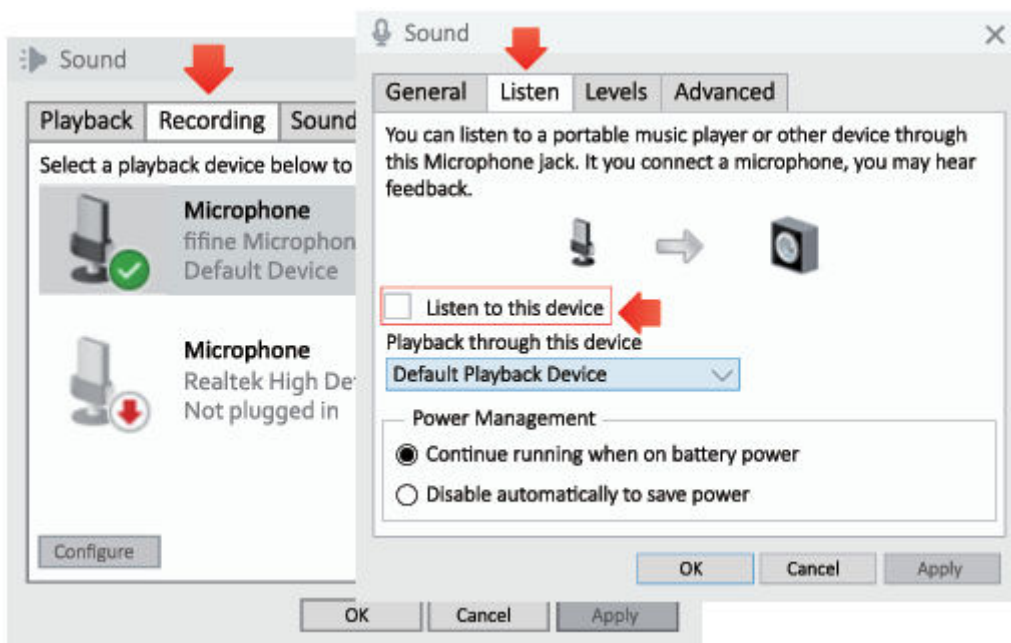 Sound
Playback Recording Sound
Select a playback device below to
Microphone
fifine Microphon
Default Device
Microphone
Realtek High De
Not plugged in
Configure
OK Cancel Apply
Sound
General Listen Levels Advanced
You can listen to a portable music player or other device through
this Microphone jack. It you connect a microphone, you may hear
feedback.
Listen to this device
Playback through this device
Default Playback Device
Power Management
Continue running when on battery power
Disable automatically to save power
OK Cancel Apply